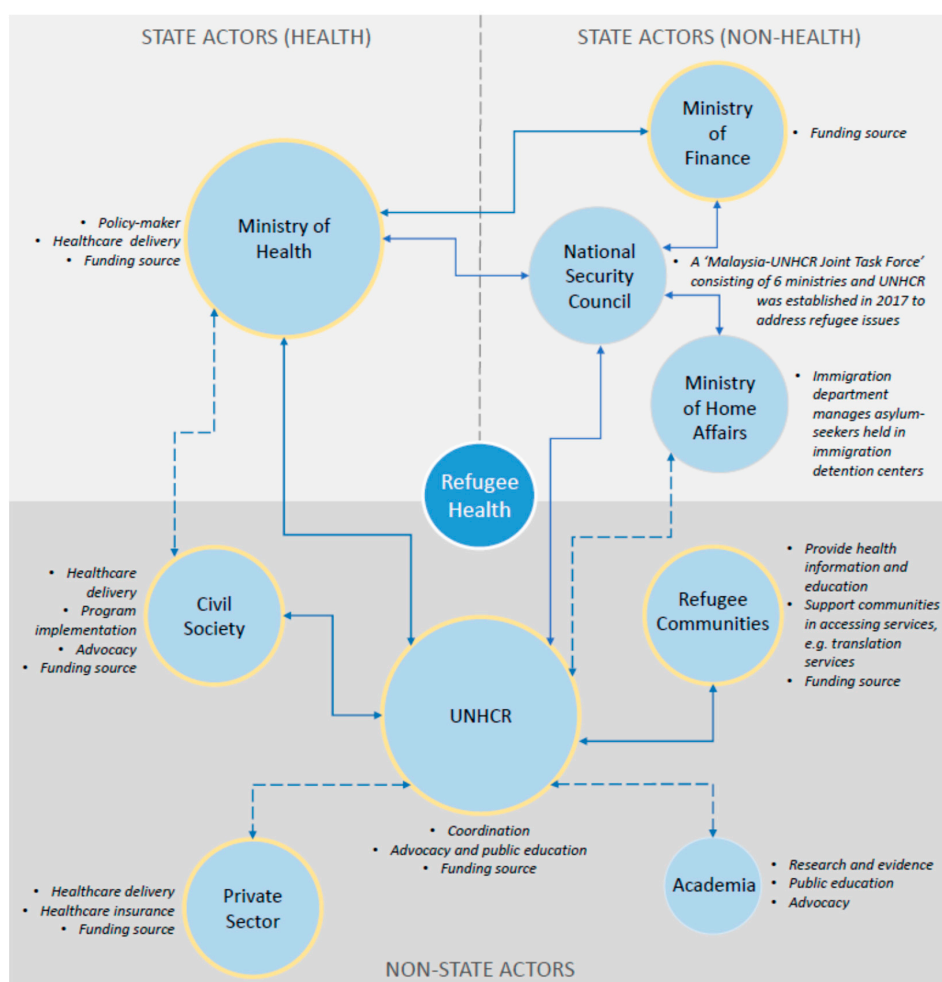 STATE ACTORS (HEALTH)
STATE ACTORS (NON-HEALTH)
Ministry
of
Finance
• Funding source
Ministry of
Health
• Policy-maker
• Healthcare delivery
• Funding source
National
Security
Council
• A ‘Malaysia-UNHCR Joint Task Force’
consisting of 6 ministries and UNHCR
was established in 2017 to
address refugee issues
Ministry
of Home
Affairs
• Immigration
department
manages asylum-
seekers held in
immigration
detention centers
Refugee
Health
• Healthcare
delivery
• Program
implementation
• Advocacy
• Funding source
Civil
Society
Refugee
Communities
• Provide health
information and
education
• Support communities
in accessing services,
e.g. translation
services
• Funding source
UNHCR
• Coordination
• Advocacy and public education
• Funding source
• Healthcare delivery
• Healthcare insurance
• Funding source
Private
Sector
Academia
• Research and evidence
• Public education
• Advocacy
NON-STATE ACTORS